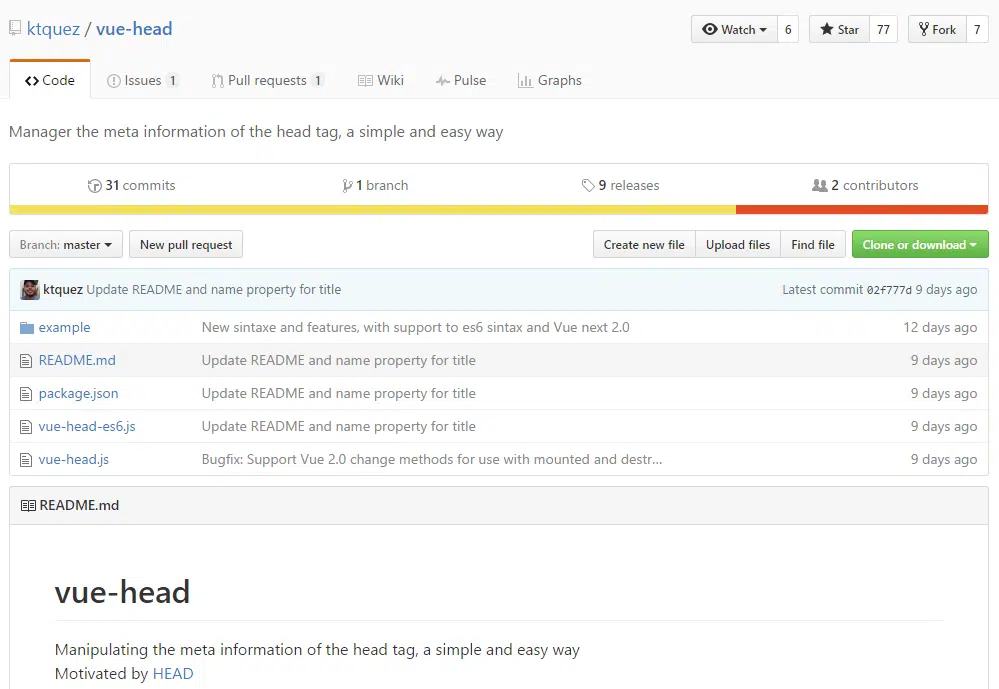 ktquez / vue-head
Watch 6 Star 77 Fork 7
Code Issues 1 Pull requests 1 Wiki Pulse Graphs
Manager the meta information of the head tag, a simple and easy way
31 commits 1 branch 9 releases 2 contributors
Branch: master New pull request Create new file Upload files Find file Clone or download
ktquez Update README and name property for title Latest commit 02f777d 9 days ago
example New sintaxe and features, with support to es6 sintax and Vue next 2.0 12 days ago
README.md Update README and name property for title 9 days ago
package.json Update README and name property for title 9 days ago
vue-head-es6.js Update README and name property for title 9 days ago
vue-head.js Bugfix: Support Vue 2.0 change methods for use with mounted and destr... 9 days ago
README.md
vue-head
Manipulating the meta information of the head tag, a simple and easy way
Motivated by HEAD